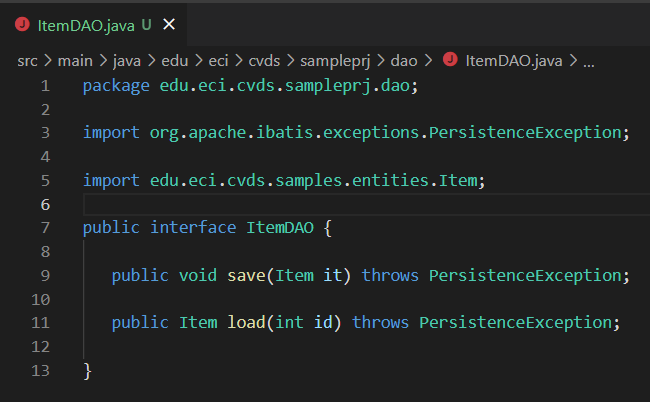 ItemDAO.java U ×
src > main > java > edu > eci > cvds > sampleprj > dao > J ItemDAO.java > ...
1 package edu.eci.cvds.sampleprj.dao;
2
3 import org.apache.ibatis.exceptions.PersistenceException;
4
5 import edu.eci.cvds.samples.entities.Item;
6
7 public interface ItemDAO {
8
9 public void save(Item it) throws PersistenceException;
10
11 public Item load(int id) throws PersistenceException;
12
13 }